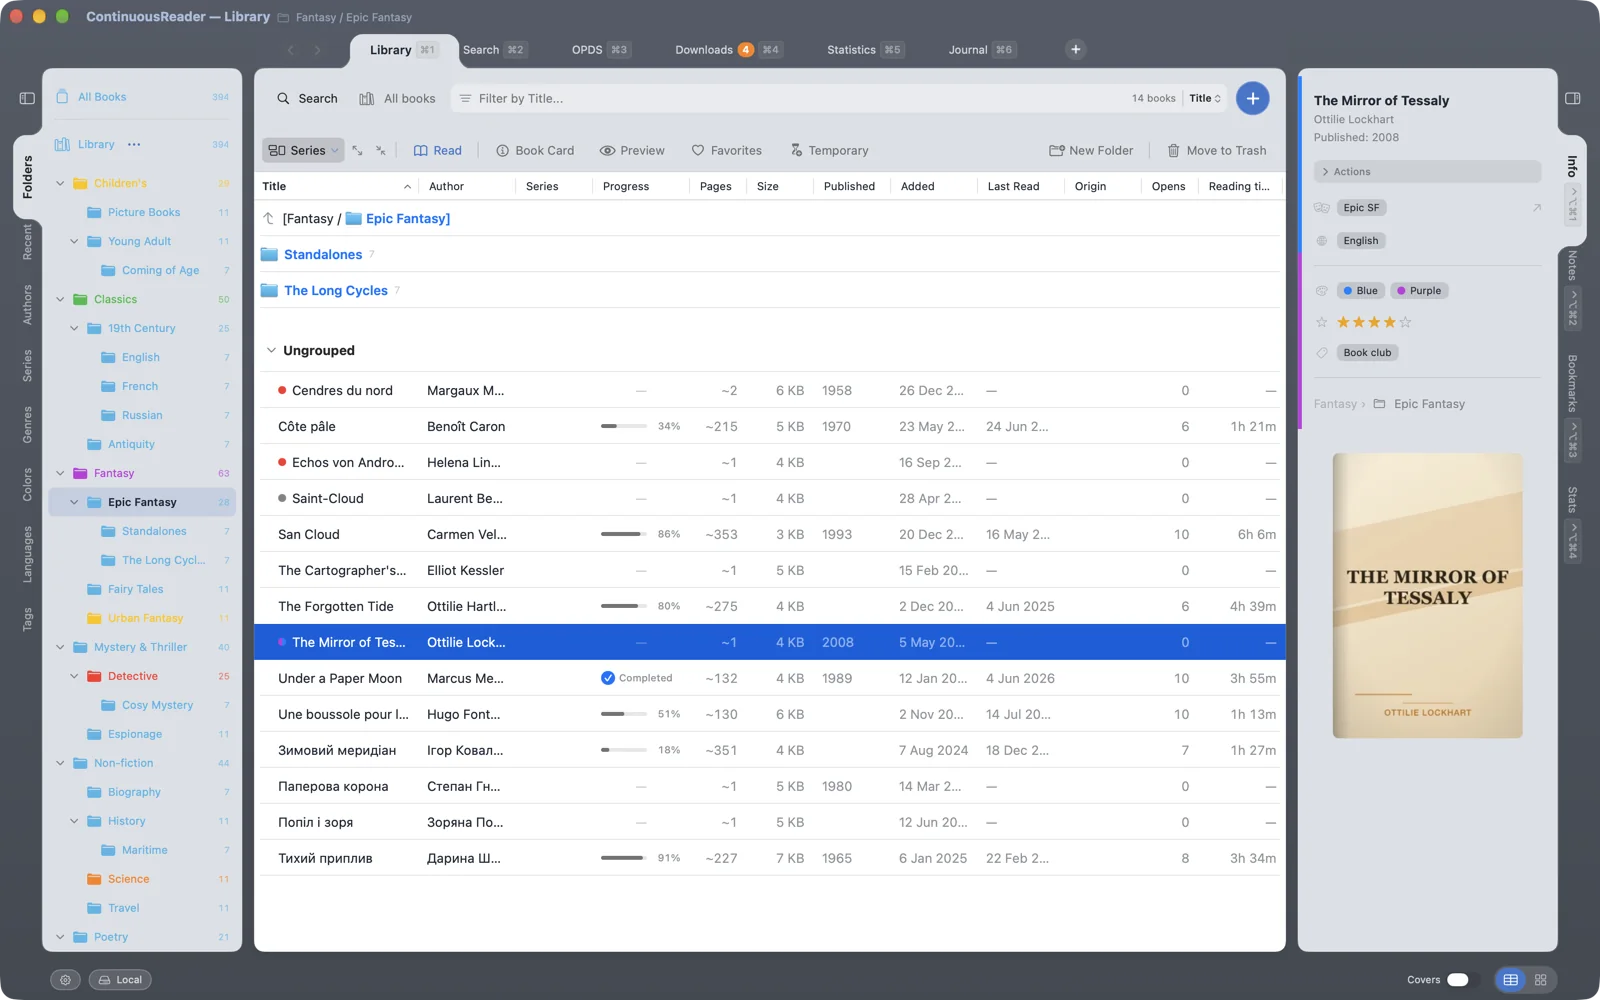 ContinuousReader — Library Fantasy / Epic Fantasy
Library ⌘1 Search ⌘2 OPDS ⌘3 Downloads 4 ⌘4 Statistics ⌘5 Journal ⌘6 +
Folders
Recent
Authors
Series
Genres
Colors
Languages
Tags
All Books 394
Library ••• 394
Children's 29
Picture Books 11
Young Adult 11
Coming of Age 7
Classics 50
19th Century 25
English 7
French 7
Russian 7
Antiquity 7
Fantasy 63
Epic Fantasy 28
Standalones 7
The Long Cycl... 7
Fairy Tales 11
Urban Fantasy 11
Mystery & Thriller 40
Detective 25
Cosy Mystery 7
Espionage 11
Non-fiction 44
Biography 7
History 11
Maritime 7
Science 11
Travel 11
Poetry 21
Search All books Filter by Title... 14 books Title
Series Read Book Card Preview Favorites Temporary New Folder Move to Trash
Title Author Series Progress Pages Size Published Added Last Read Origin Opens Reading ti...
[Fantasy / Epic Fantasy]
Standalones 7
The Long Cycles 7
Ungrouped
Cendres du nord Margaux M... — ~2 6 KB 1958 26 Dec 2... — 0 —
Côte pâle Benoît Caron 34% ~215 5 KB 1970 23 May 2... 24 Jun 2... 6 1h 21m
Echos von Andro... Helena Lin... — ~1 4 KB 16 Sep 2... — 0 —
Saint-Cloud Laurent Be... — ~1 4 KB 28 Apr 2... — 0 —
San Cloud Carmen Vel... 86% ~353 3 KB 1993 20 Dec 2... 16 May 2... 10 6h 6m
The Cartographer's... Elliot Kessler — ~1 5 KB 15 Feb 20... — 0 —
The Forgotten Tide Ottilie Hartl... 80% ~275 4 KB 2 Dec 20... 4 Jun 2025 6 4h 39m
The Mirror of Tes... Ottilie Lock... — ~1 4 KB 2008 5 May 20... — 0 —
Under a Paper Moon Marcus Me... Completed ~132 4 KB 1989 12 Jan 20... 4 Jun 2026 10 3h 55m
Une boussole pour l... Hugo Font... 51% ~130 6 KB 2 Nov 20... 14 Jul 20... 10 1h 13m
Зимовий меридіан Ігор Ковал... 18% ~351 4 KB 7 Aug 2024 18 Dec 2... 7 1h 27m
Паперова корона Степан Гн... — ~1 5 KB 1980 14 Mar 2... — 0 —
Попіл і зоря Зоряна По... — ~1 5 KB 12 Jun 20... — 0 —
Тихий приплив Дарина Ш... 91% ~227 7 KB 1965 6 Jan 2025 22 Feb 2... 8 3h 34m
The Mirror of Tessaly
Ottilie Lockhart
Published: 2008
Actions
Epic SF
English
Blue Purple
Book club
Fantasy › Epic Fantasy
THE MIRROR OF
TESSALY
OTTILIE LOCKHART
Info ⌥⌘1
Notes ⌥⌘2
Bookmarks ⌥⌘3
Stats ⌥⌘4
Local
Covers